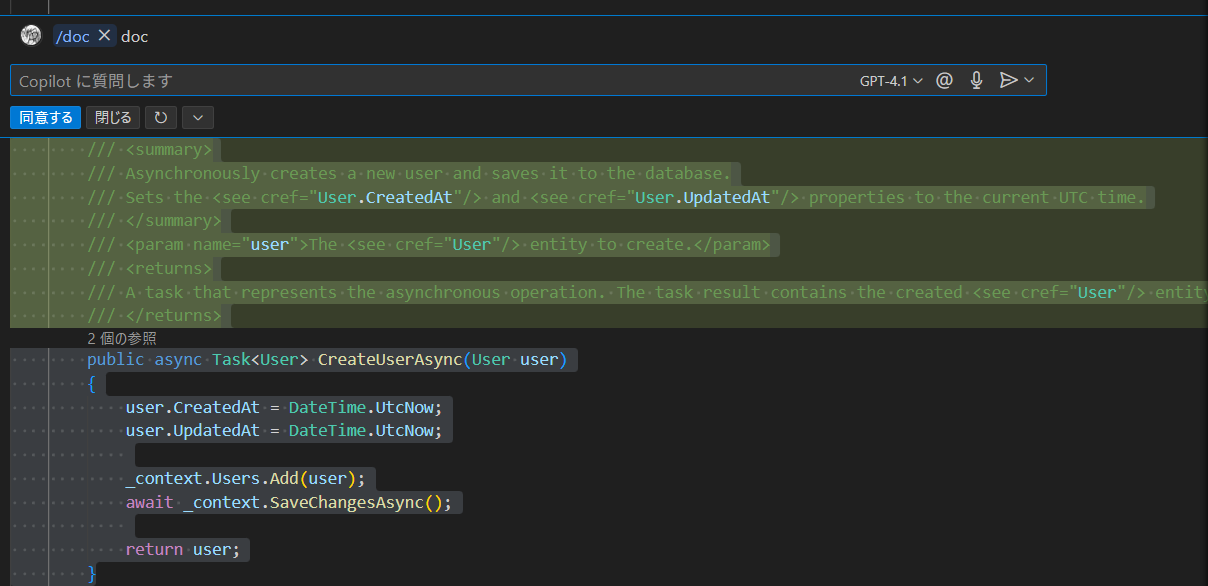 /doc × doc
Copilot に質問します GPT-4.1
同意する 閉じる
/// <summary>
/// Asynchronously creates a new user and saves it to the database.
/// Sets the <see cref="User.CreatedAt"/> and <see cref="User.UpdatedAt"/> properties to the current UTC time.
/// </summary>
/// <param name="user">The <see cref="User"/> entity to create.</param>
/// <returns>
/// A task that represents the asynchronous operation. The task result contains the created <see cref="User"/> entity
/// </returns>
2 個の参照
public async Task<User> CreateUserAsync(User user)
{
user.CreatedAt = DateTime.UtcNow;
user.UpdatedAt = DateTime.UtcNow;
_context.Users.Add(user);
await _context.SaveChangesAsync();
return user;
}